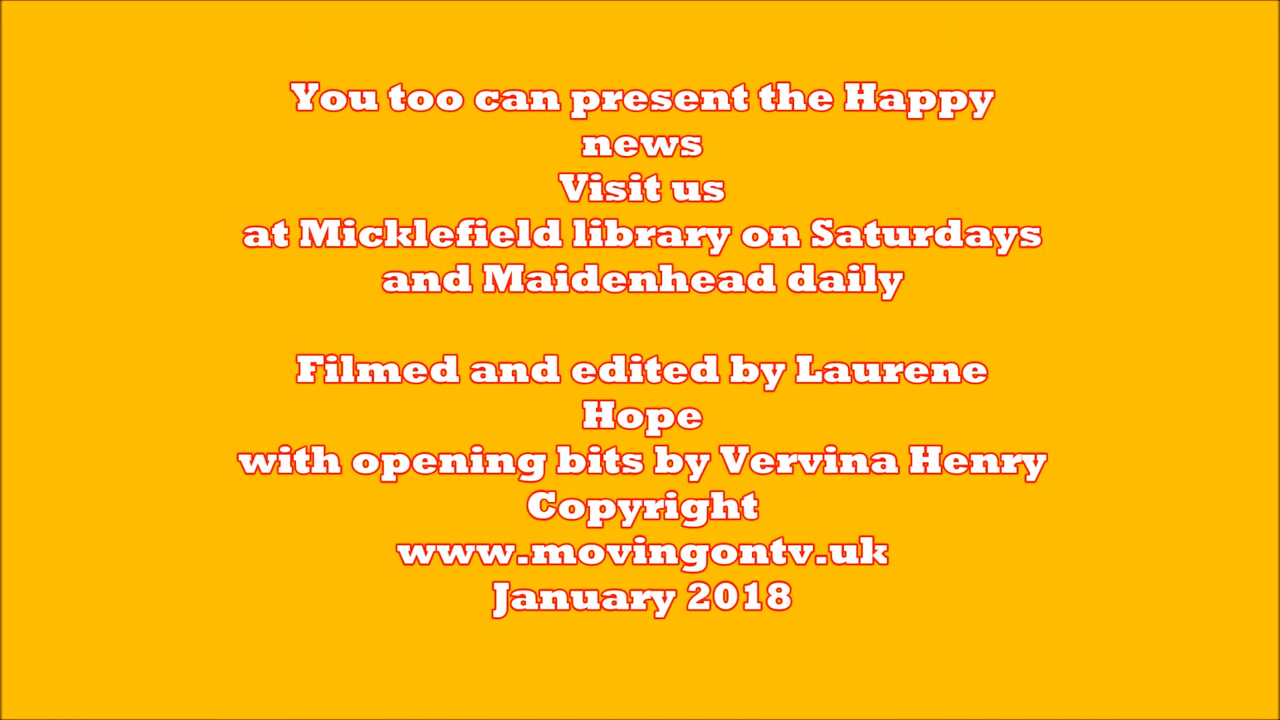 You too can present the Happy
news
Visit us
at Micklefield library on Saturdays
and Maidenhead daily
Filmed and edited by Laurene
Hope
with opening bits by Vervina Henry
Copyright
www.movingontv.uk
January 2018